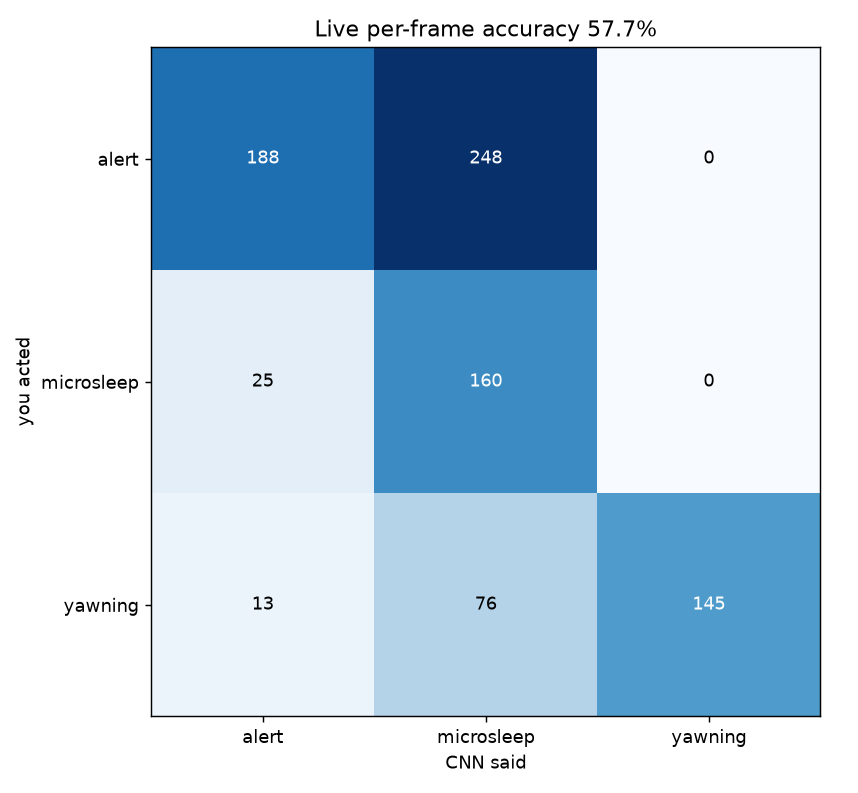 Live per-frame accuracy 57.7%
alert
188 248 0
you acted
microsleep
25 160 0
yawning
13 76 145
alert microsleep yawning
CNN said